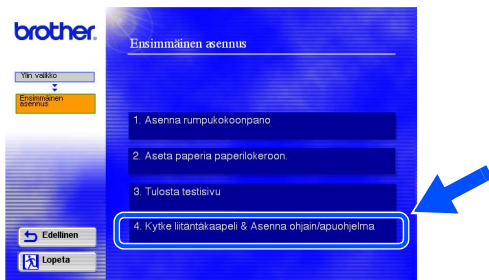 brother.
Ensimmäinen asennus
Ylin valikko
Ensimmäinen
asennus
1. Asenna rumpukokoonpano
2. Aseta paperia paperilokeroon.
3. Tulosta testisivu
4. Kytke liitäntäkaapeli & Asenna ohjain/apuohjelma
Edellinen
Lopeta